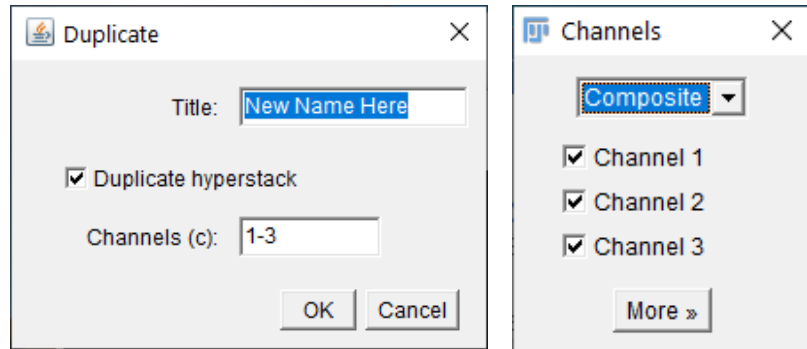 Duplicate
Title: New Name Here
Duplicate hyperstack
Channels (c): 1-3
OK Cancel
Channels
Composite
Channel 1
Channel 2
Channel 3
More »